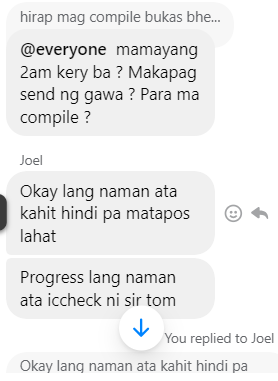 hirap mag compile bukas bhe...
@everyone mamayang
2am kery ba ? Makapag
send ng gawa ? Para ma
compile ?
Joel
Okay lang naman ata
kahit hindi pa matapos
lahat
Progress lang naman
ata iccheck ni sir tom
You replied to Joel
Okay lang naman ata kahit hindi pa